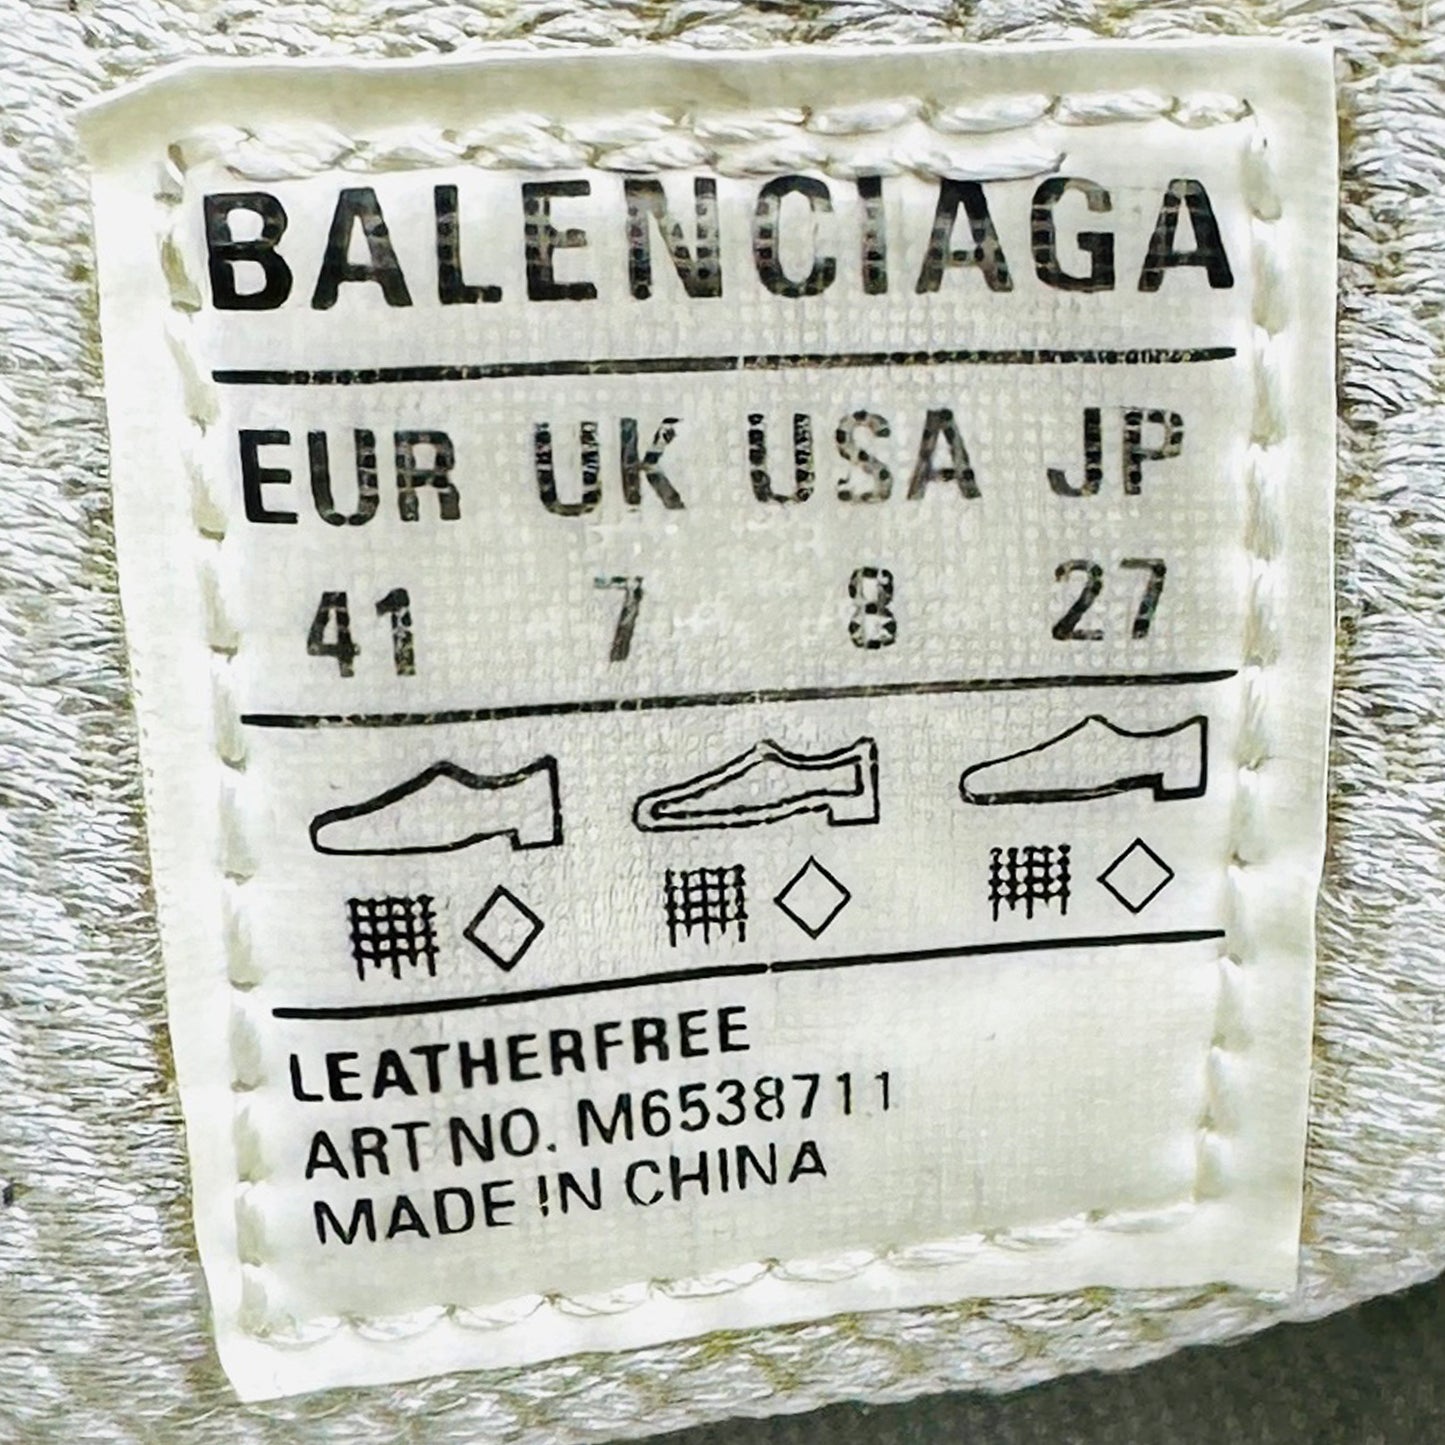 BALENCIAGA
EUR UK USA JP
41 7 8 27
LEATHERFREE
ART NO. M6538711
MADE IN CHINA